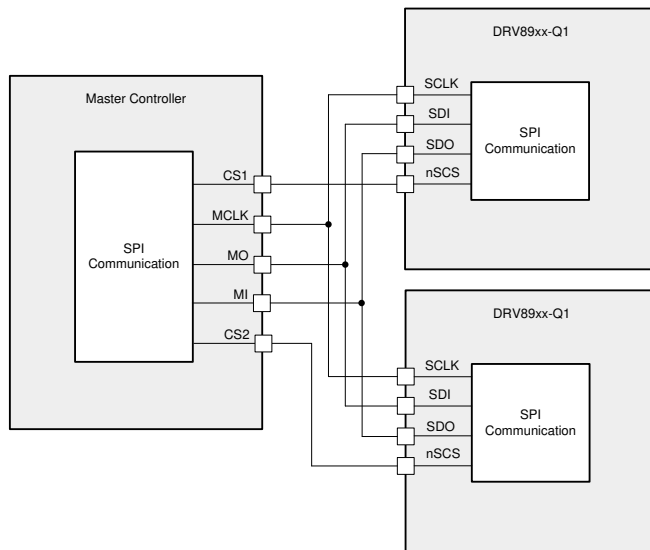 Master Controller
SPI
Communication
CS1
MCLK
MO
MI
CS2
DRV89xx-Q1
SCLK
SDI
SDO
nSCS
SPI
Communication
DRV89xx-Q1
SCLK
SDI
SDO
nSCS
SPI
Communication